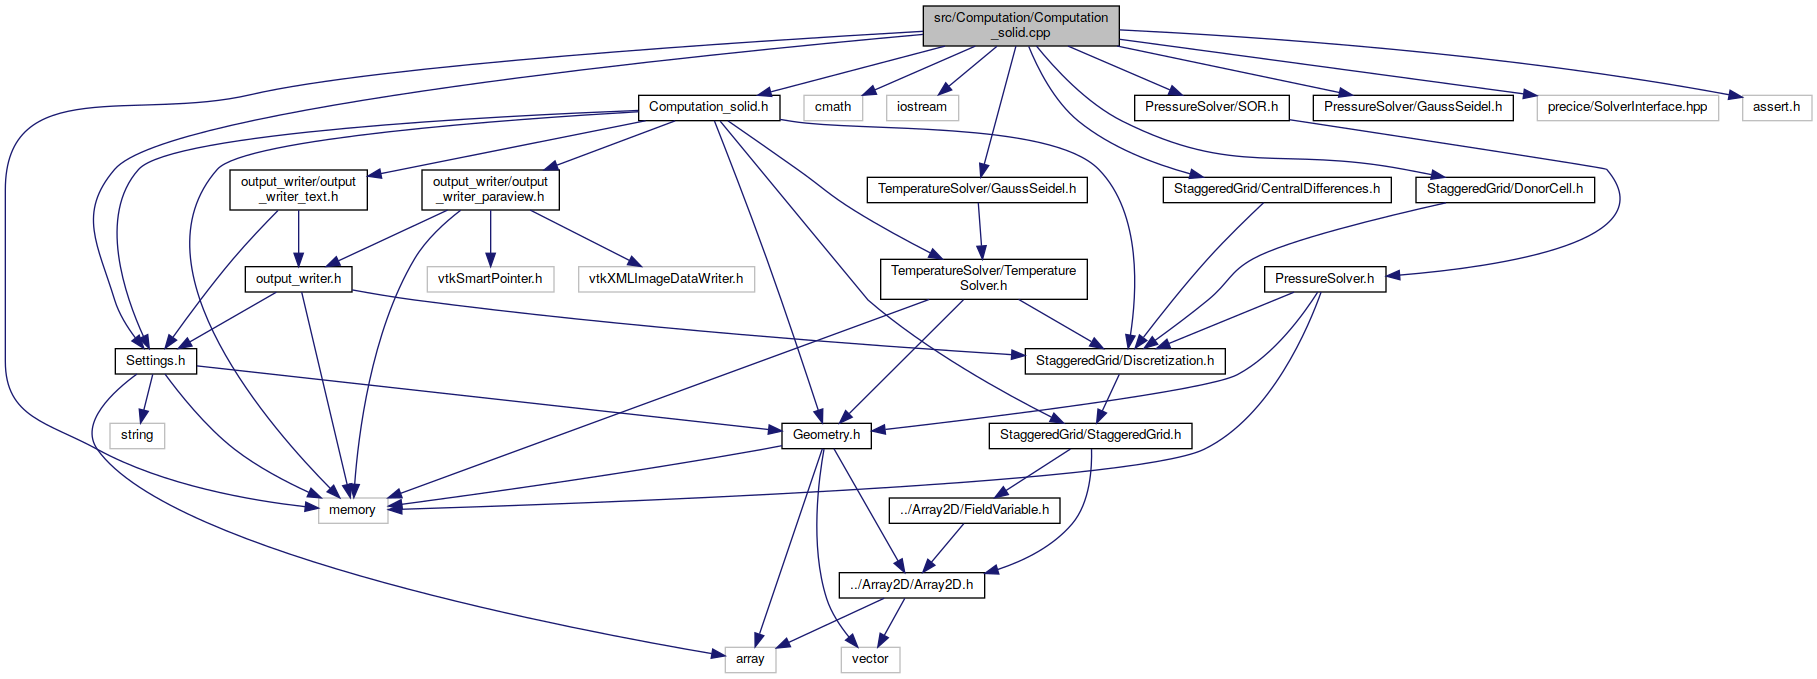 src/Computation/Computation
_solid.cpp
Computation_solid.h
cmath
iostream
PressureSolver/SOR.h
PressureSolver/GaussSeidel.h
precice/SolverInterface.hpp
assert.h
output_writer/output
_writer_text.h
output_writer/output
_writer_paraview.h
TemperatureSolver/GaussSeidel.h
StaggeredGrid/CentralDifferences.h
StaggeredGrid/DonorCell.h
output_writer.h
vtkSmartPointer.h
vtkXMLImageDataWriter.h
TemperatureSolver/Temperature
Solver.h
PressureSolver.h
Settings.h
StaggeredGrid/Discretization.h
string
Geometry.h
StaggeredGrid/StaggeredGrid.h
memory
../Array2D/FieldVariable.h
../Array2D/Array2D.h
array
vector